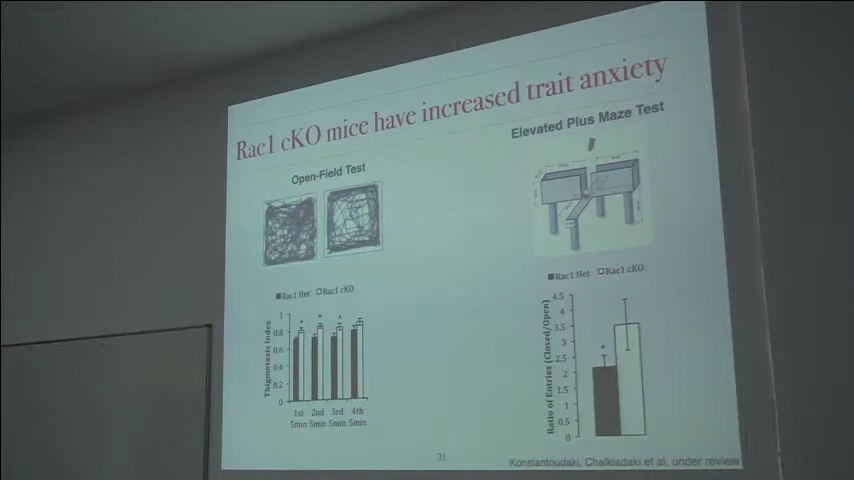 Rac1 cKO mice have increased trait anxiety
Open-Field Test
Rac1 Het Rac1 cKO
Thigmotaxis Index
1
0.8
0.6
0.4
0.2
0
* * *
1st 2nd 3rd 4th
5min 5min 5min 5min
Elevated Plus Maze Test
Rac1 Het Rac1 cKO
Ratio of Entries (Closed/Open)
4.5
4
3.5
3
2.5
2
1.5
1
0.5
0
*
31
Konstantoudaki, Chalkiadaki et al, under review